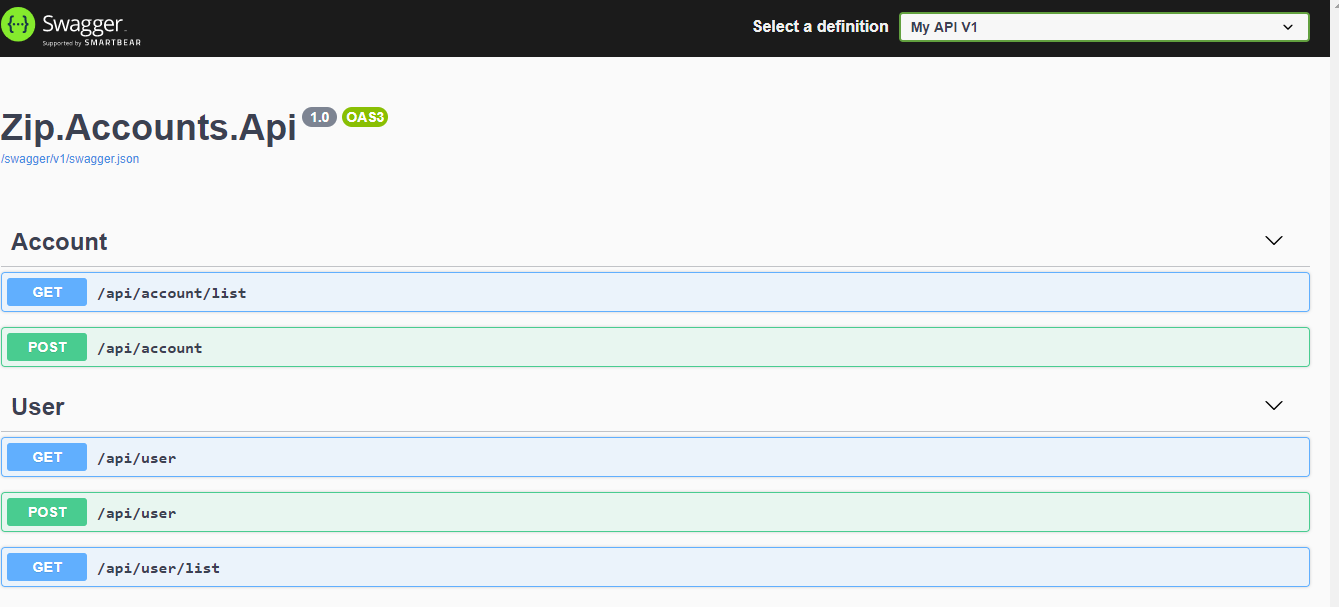 Swagger
Supported by SMARTBEAR
Select a definition
My API V1
Zip.Accounts.Api 1.0 OAS3
/swagger/v1/swagger.json
Account
GET /api/account/list
POST /api/account
User
GET /api/user
POST /api/user
GET /api/user/list